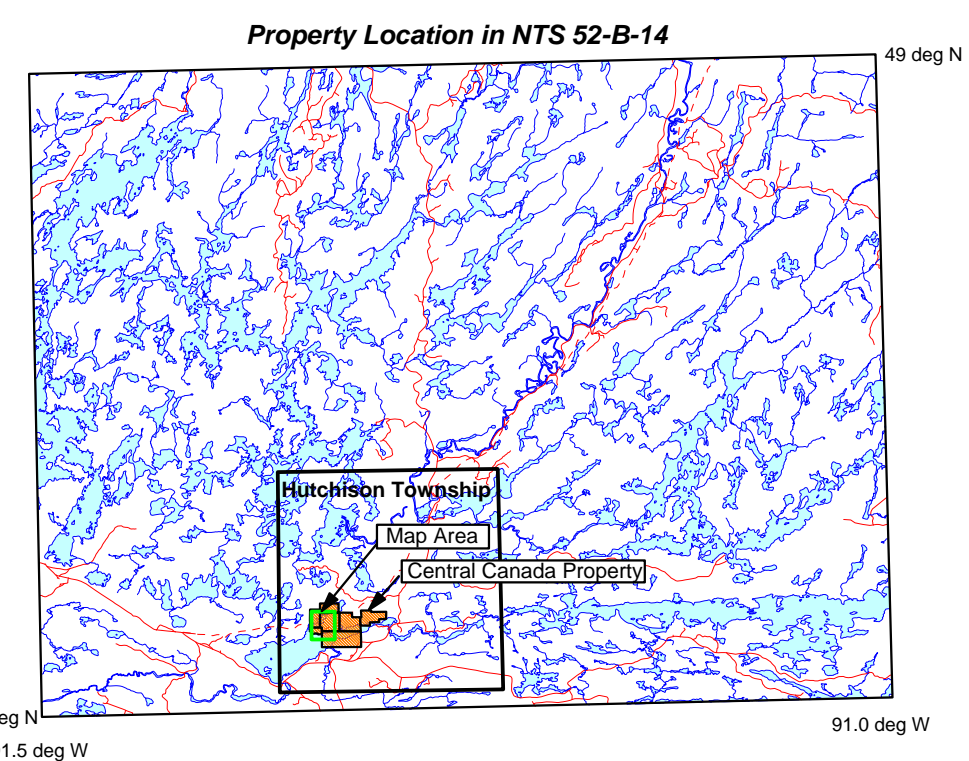 Property Location in NTS 52-B-14
49 deg N
Hutchison Township
Map Area
Central Canada Property
eg N
91.0 deg W
1.5 deg W